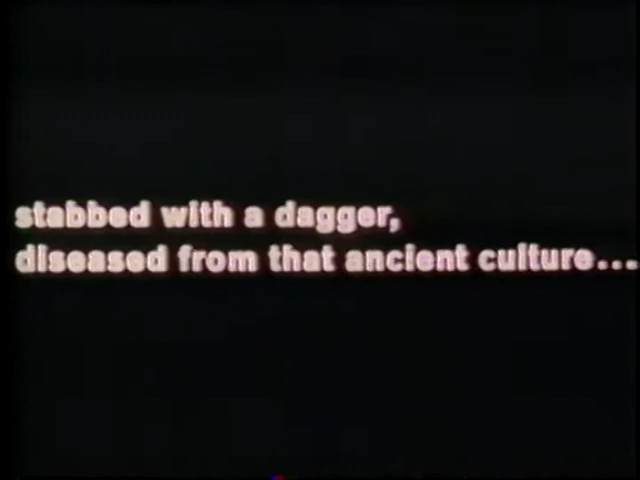 stabbed with a dagger,
diseased from that ancient culture...